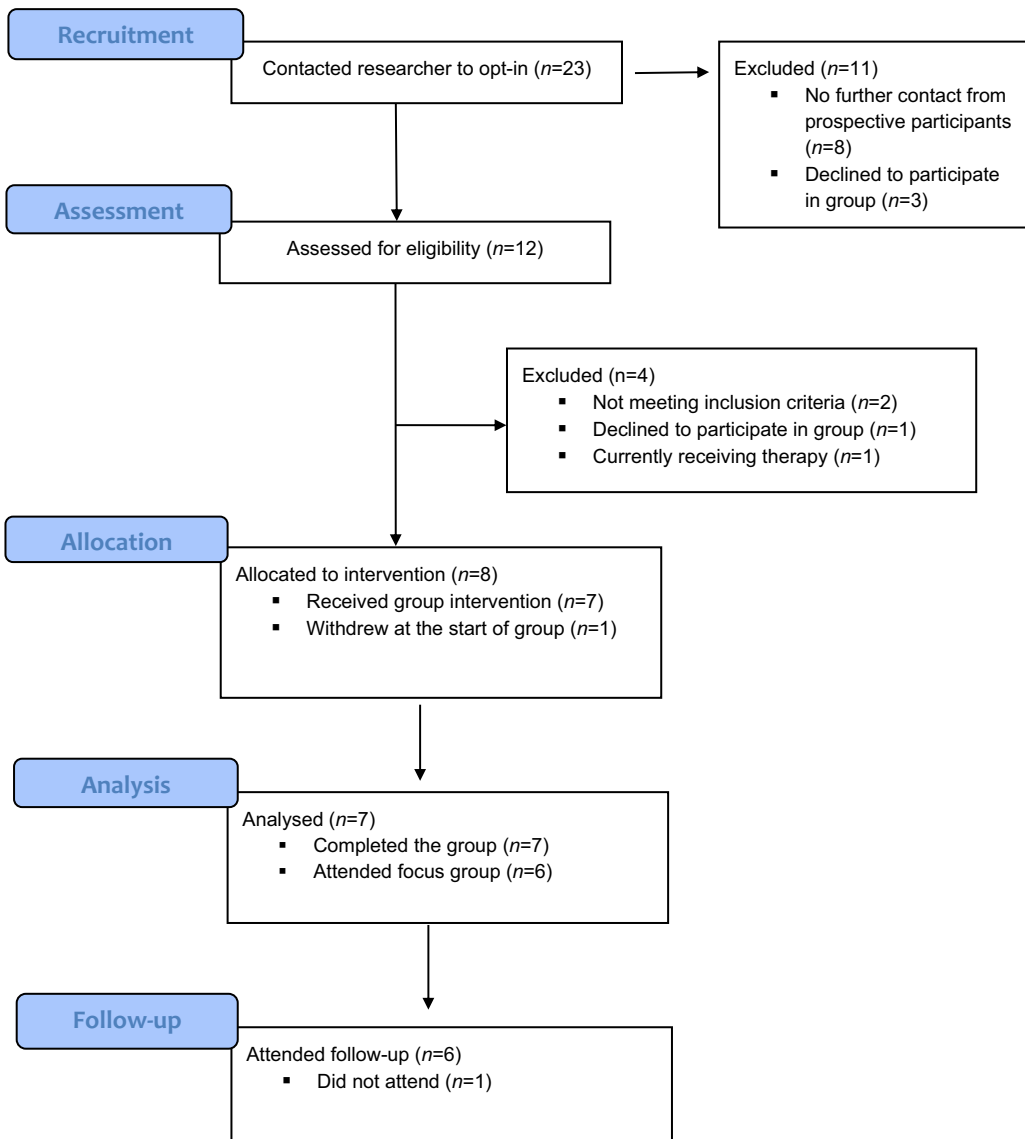 Recruitment
Contacted researcher to opt-in (n=23)
Excluded (n=11)
▪ No further contact from
prospective participants
(n=8)
▪ Declined to participate
in group (n=3)
Assessment
Assessed for eligibility (n=12)
Excluded (n=4)
▪ Not meeting inclusion criteria (n=2)
▪ Declined to participate in group (n=1)
▪ Currently receiving therapy (n=1)
Allocation
Allocated to intervention (n=8)
▪ Received group intervention (n=7)
▪ Withdrew at the start of group (n=1)
Analysis
Analysed (n=7)
▪ Completed the group (n=7)
▪ Attended focus group (n=6)
Follow-up
Attended follow-up (n=6)
▪ Did not attend (n=1)